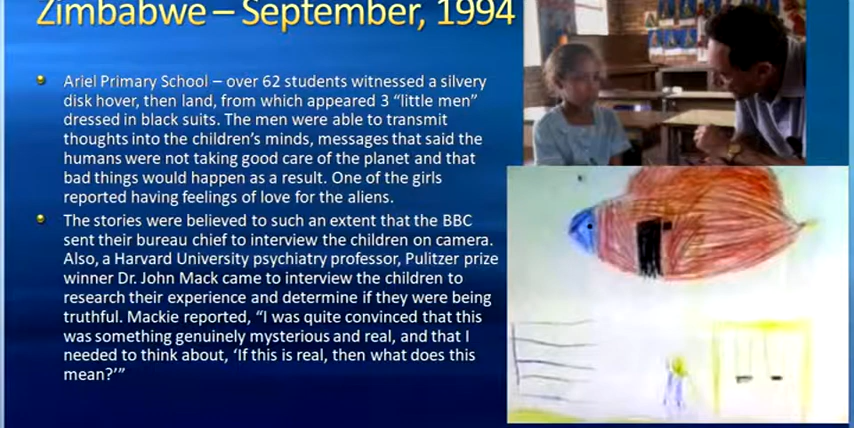 Zimbabwe – September, 1994
Ariel Primary School – over 62 students witnessed a silvery
disk hover, then land, from which appeared 3 “little men”
dressed in black suits. The men were able to transmit
thoughts into the children’s minds, messages that said the
humans were not taking good care of the planet and that
bad things would happen as a result. One of the girls
reported having feelings of love for the aliens.
The stories were believed to such an extent that the BBC
sent their bureau chief to interview the children on camera.
Also, a Harvard University psychiatry professor, Pulitzer prize
winner Dr. John Mack came to interview the children to
research their experience and determine if they were being
truthful. Mackie reported, “I was quite convinced that this
was something genuinely mysterious and real, and that I
needed to think about, ‘If this is real, then what does this
mean?’”